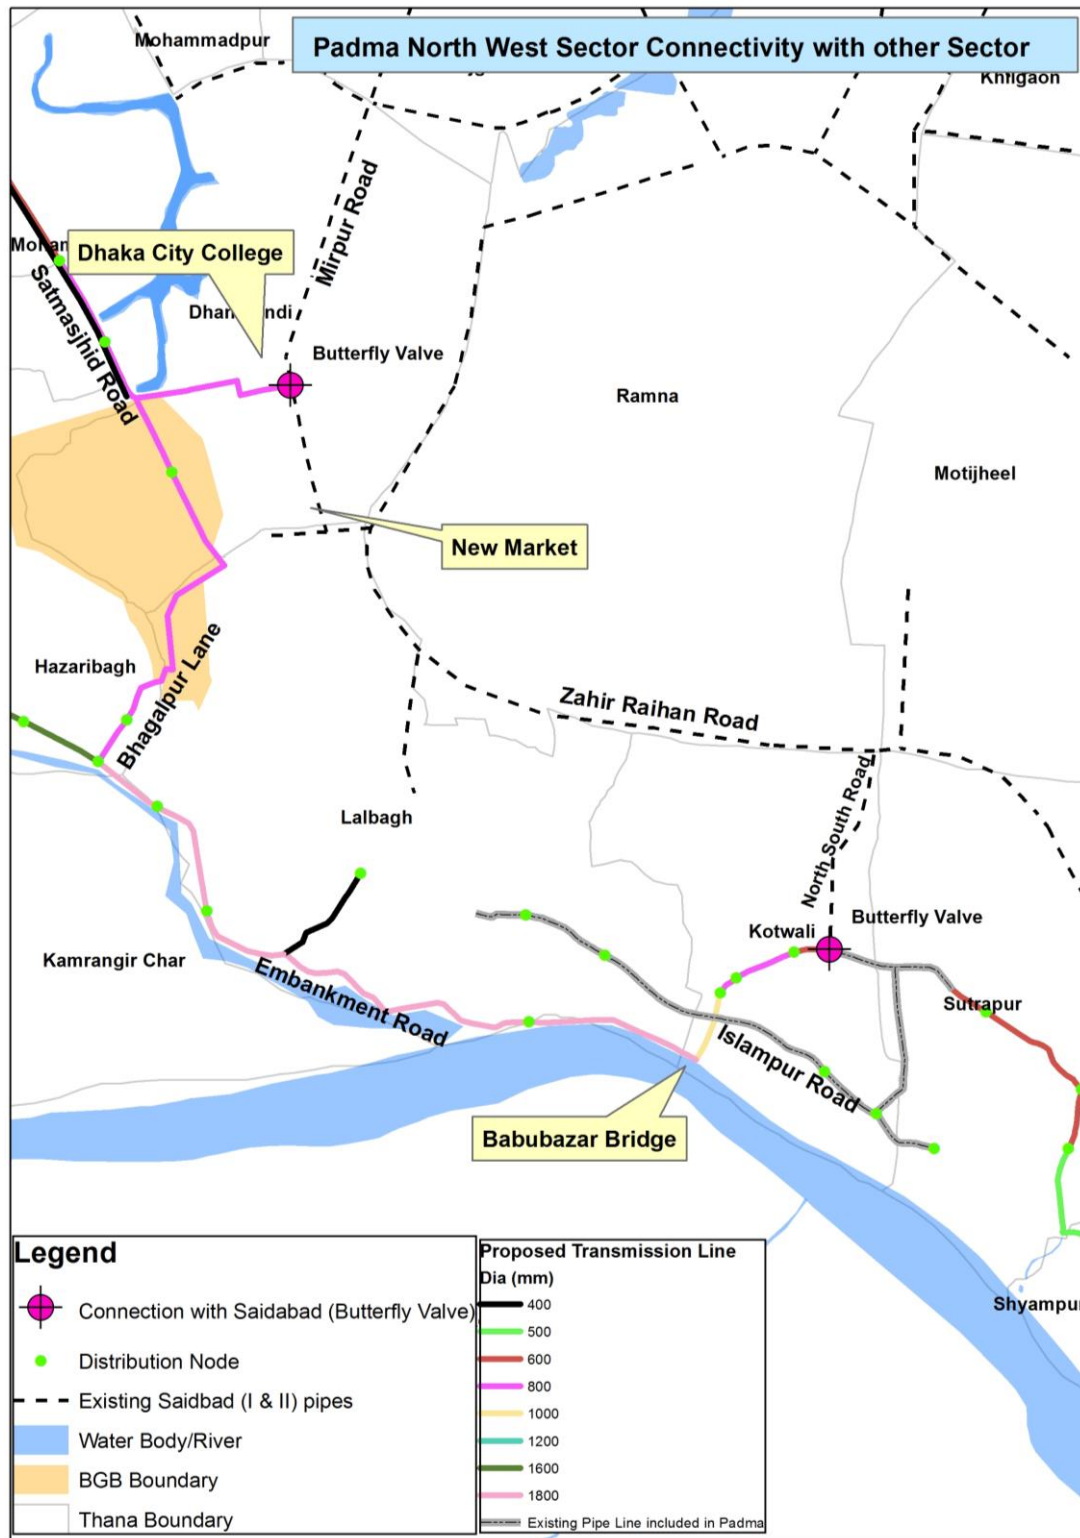 Padma North West Sector Connectivity with other Sector
Mohammadpur
Khilgaon
Mirpur Road
Dhaka City College
Satmasjhid Road
Butterfly Valve
Ramna
Motijheel
New Market
Hazaribagh
Bhagalpur Lane
Zahir Raihan Road
North South Road
Lalbagh
Kotwali
Butterfly Valve
Kamrangir Char
Embankment Road
Sutrapur
Islampur Road
Babubazar Bridge
Shyampur
Legend
Connection with Saidabad (Butterfly Valve)
Distribution Node
Existing Saidbad (I & II) pipes
Water Body/River
BGB Boundary
Thana Boundary
Proposed Transmission Line
Dia (mm)
400
500
600
800
1000
1200
1600
1800
Existing Pipe Line included in Padma